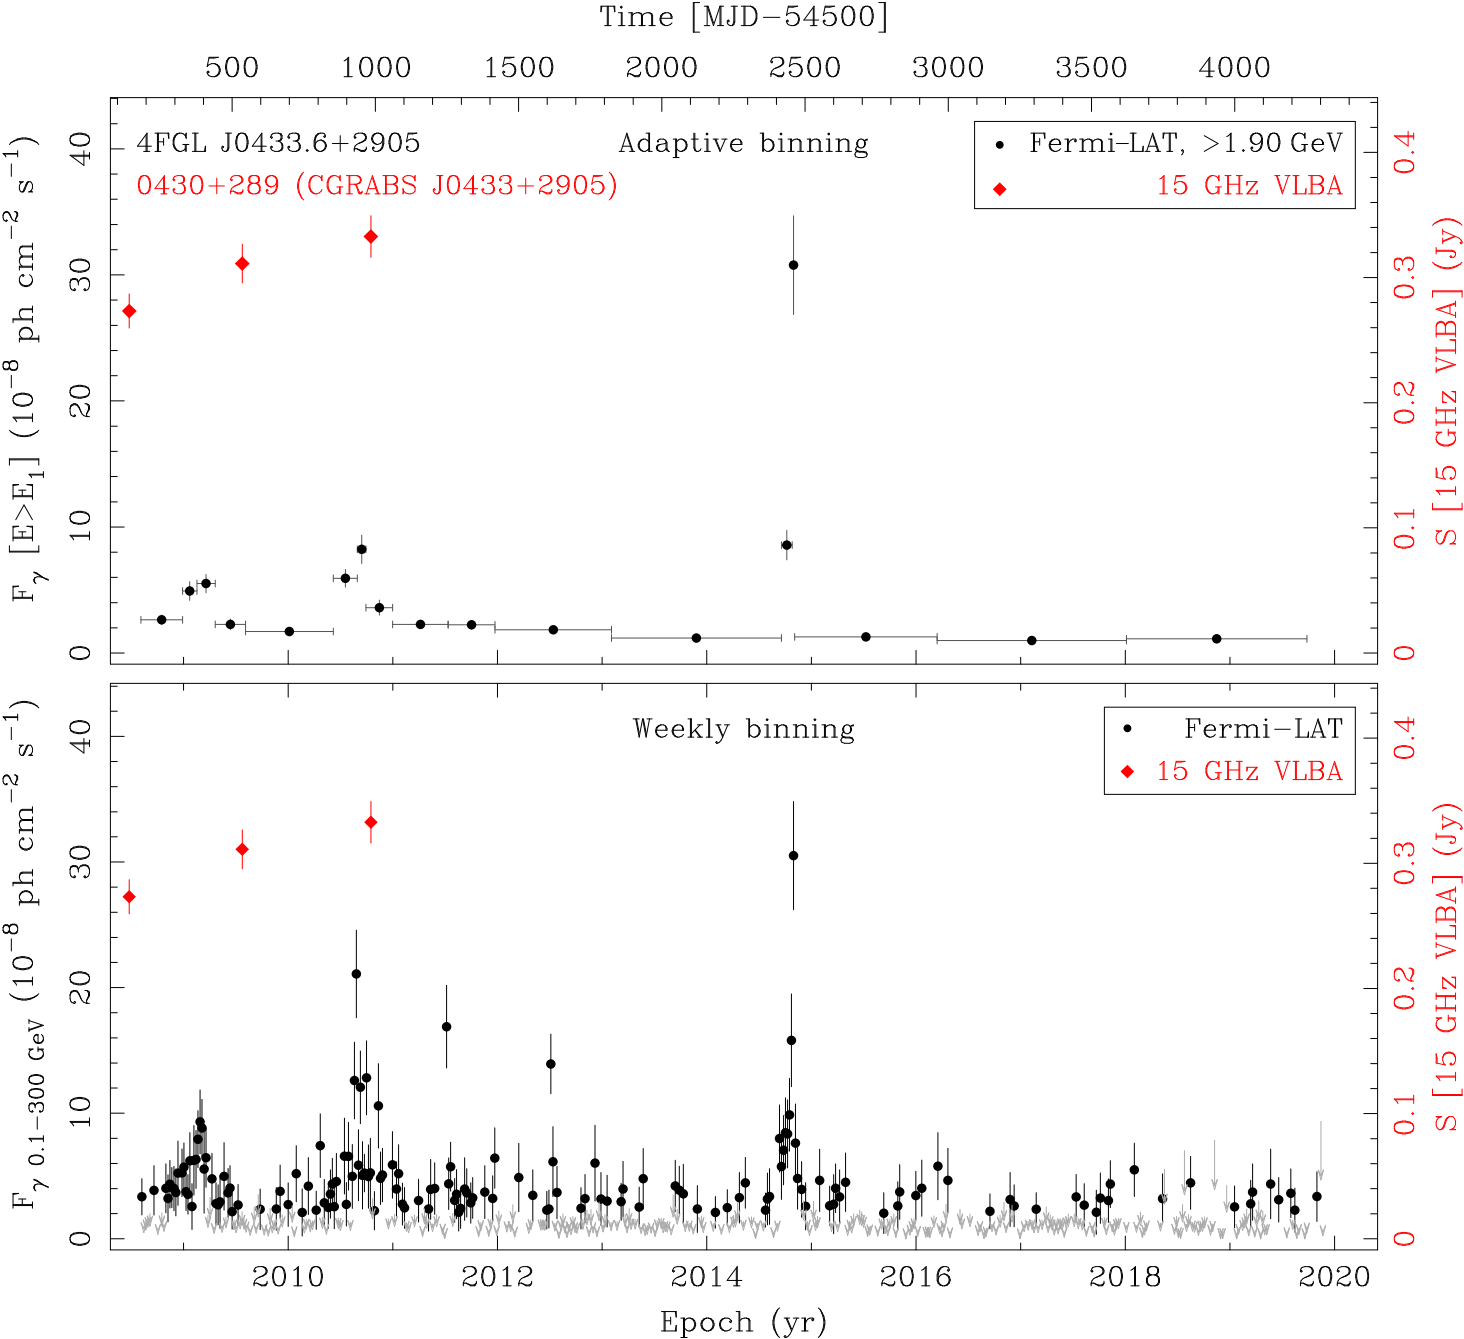 Time [MJD−54500]
500 1000 1500 2000 2500 3000 3500 4000
4FGL J0433.6+2905
0430+289 (CGRABS J0433+2905)
Adaptive binning
Fermi−LAT, >1.90 GeV
15 GHz VLBA
F_γ [E>E_1] (10^−8 ph cm^−2 s^−1)
40
30
20
10
0
0.4
0.3
0.2
0.1
0
S [15 GHz VLBA] (Jy)
Weekly binning
Fermi−LAT
15 GHz VLBA
F_γ 0.1−300 GeV (10^−8 ph cm^−2 s^−1)
40
30
20
10
0
0.4
0.3
0.2
0.1
0
S [15 GHz VLBA] (Jy)
2010 2012 2014 2016 2018 2020
Epoch (yr)